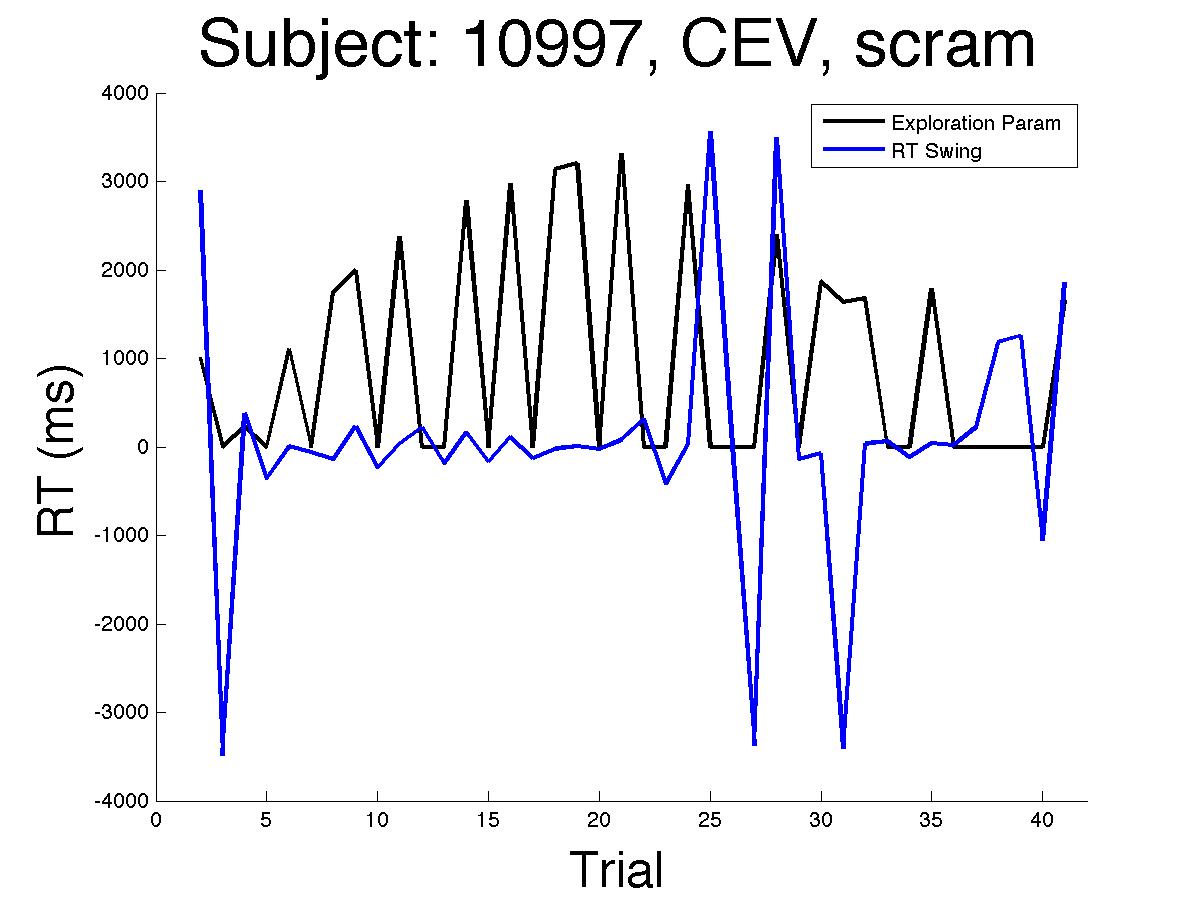 Subject: 10997, CEV, scram
4000
3000
2000
1000
0
-1000
-2000
-3000
-4000
RT (ms)
Exploration Param
RT Swing
0 5 10 15 20 25 30 35 40
Trial